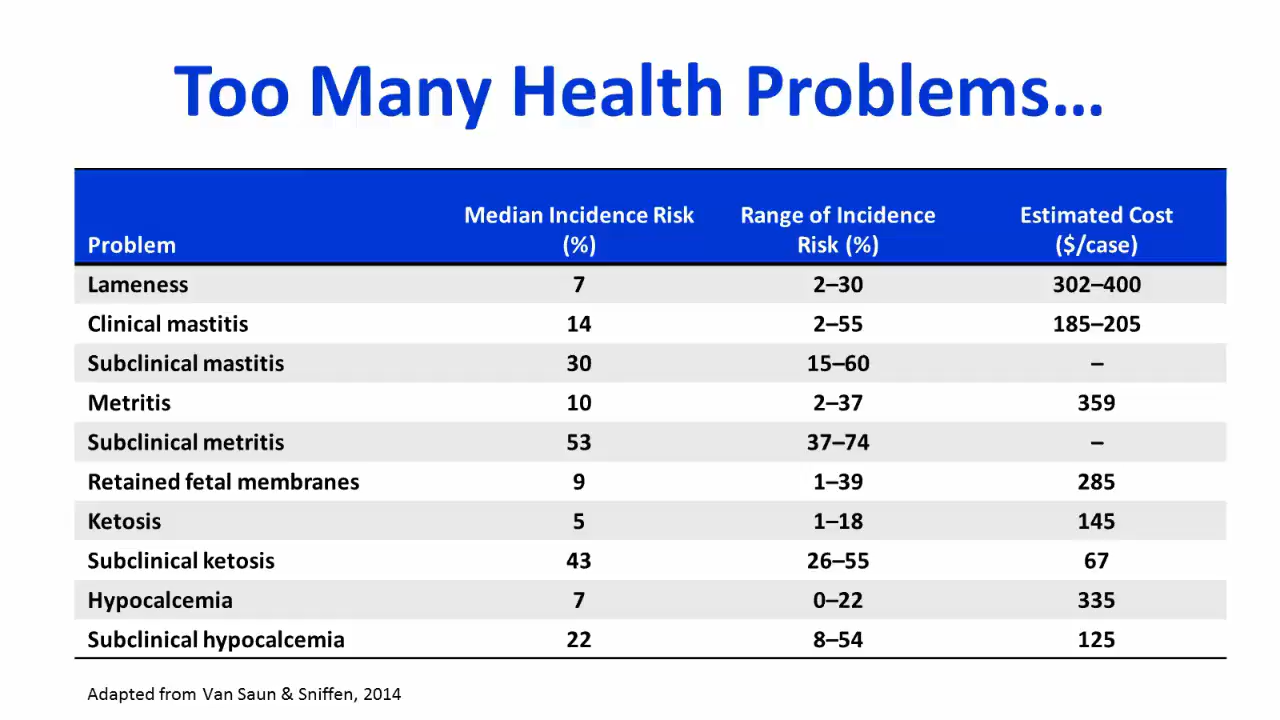 Too Many Health Problems...
Problem Median Incidence Risk (%) Range of Incidence Risk (%) Estimated Cost ($/case)
Lameness 7 2–30 302–400
Clinical mastitis 14 2–55 185–205
Subclinical mastitis 30 15–60 –
Metritis 10 2–37 359
Subclinical metritis 53 37–74 –
Retained fetal membranes 9 1–39 285
Ketosis 5 1–18 145
Subclinical ketosis 43 26–55 67
Hypocalcemia 7 0–22 335
Subclinical hypocalcemia 22 8–54 125
Adapted from Van Saun & Sniffen, 2014